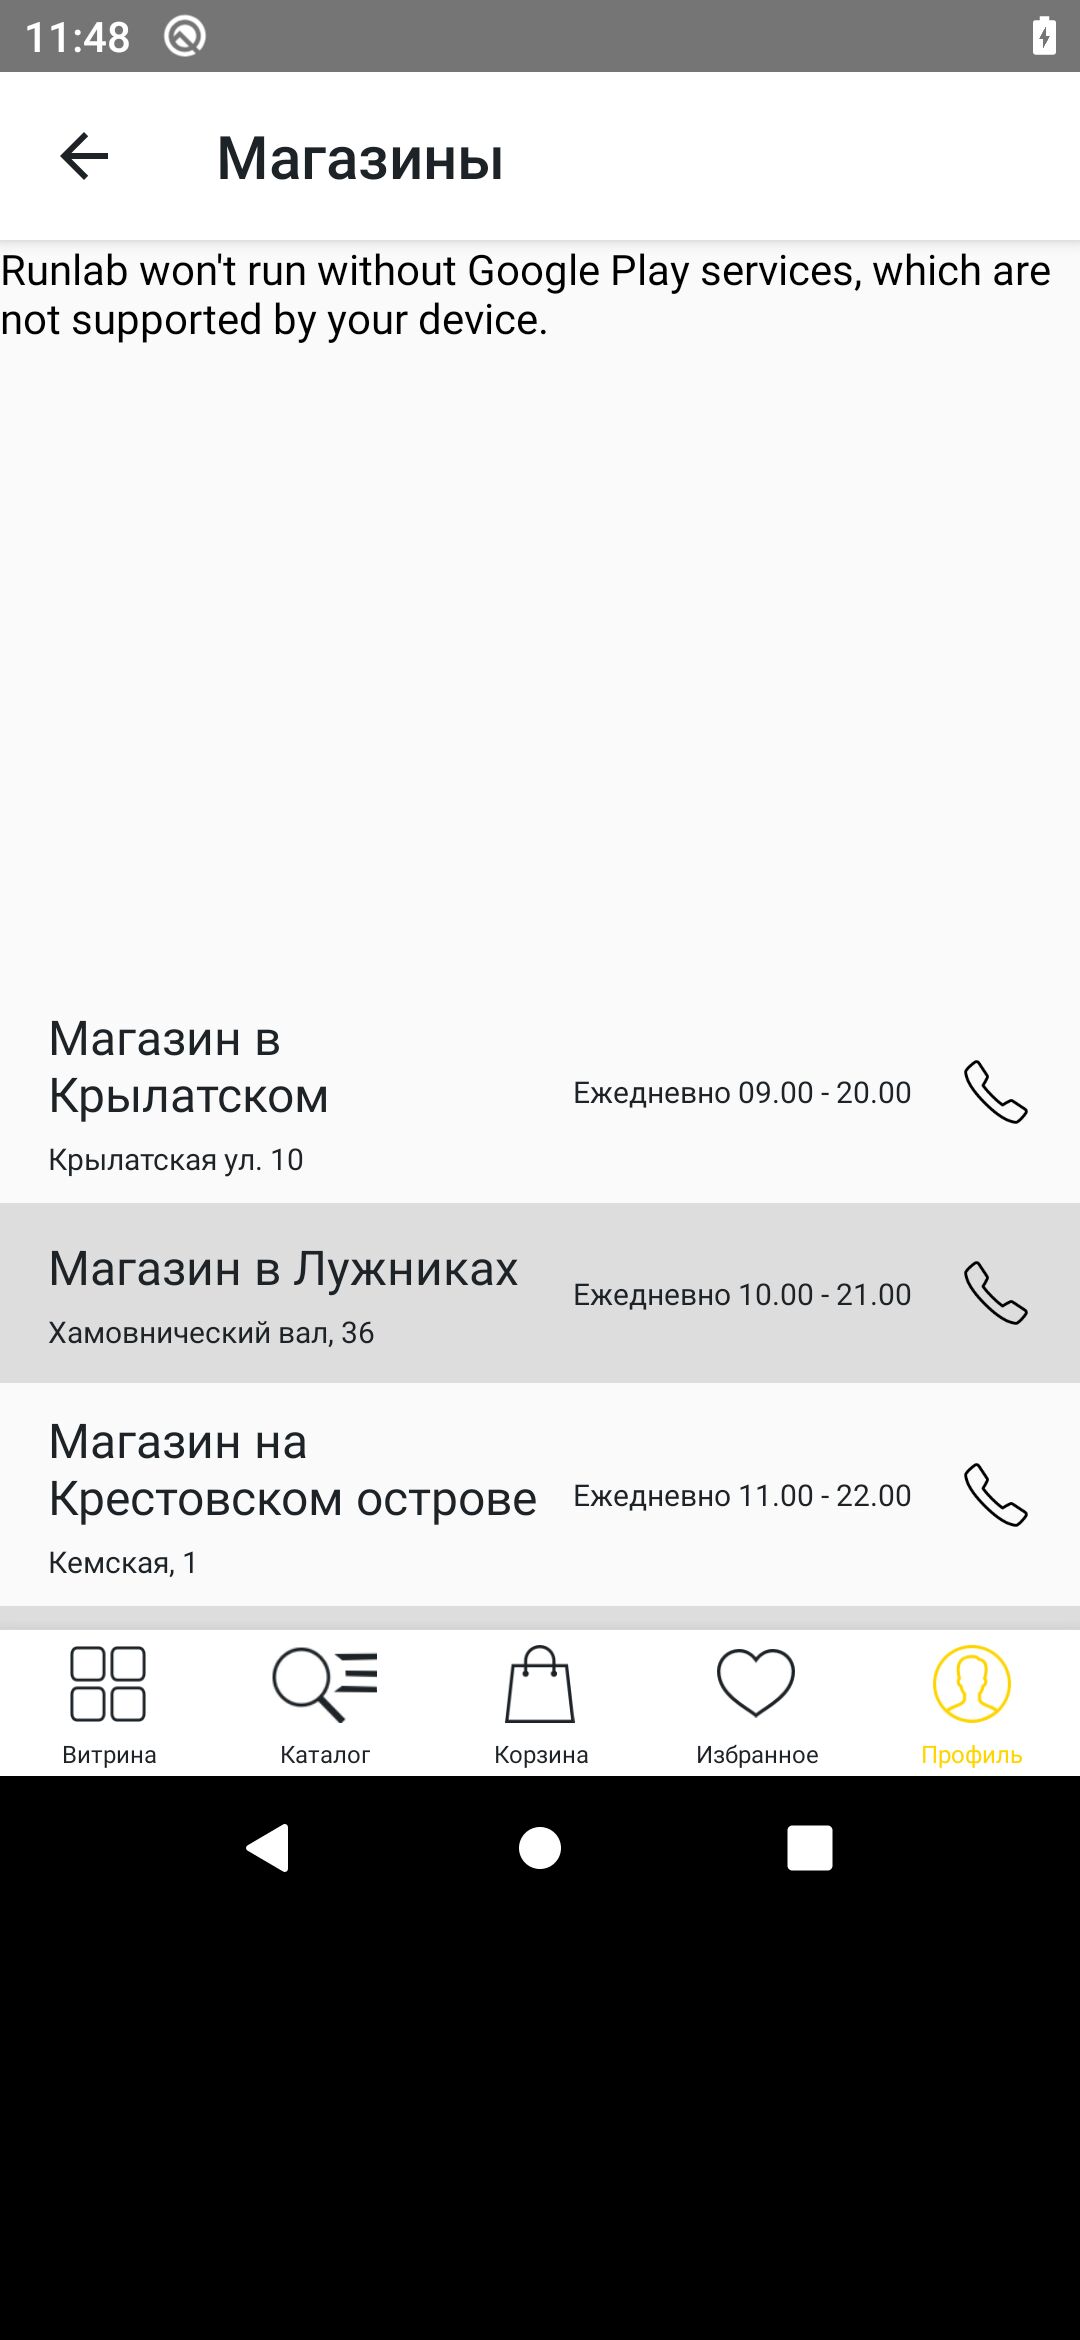 11:48
Магазины
Runlab won't run without Google Play services, which are
not supported by your device.
Магазин в
Крылатском
Ежедневно 09.00 - 20.00
Крылатская ул. 10
Магазин в Лужниках
Ежедневно 10.00 - 21.00
Хамовнический вал, 36
Магазин на
Крестовском острове
Ежедневно 11.00 - 22.00
Кемская, 1
Витрина
Каталог
Корзина
Избранное
Профиль